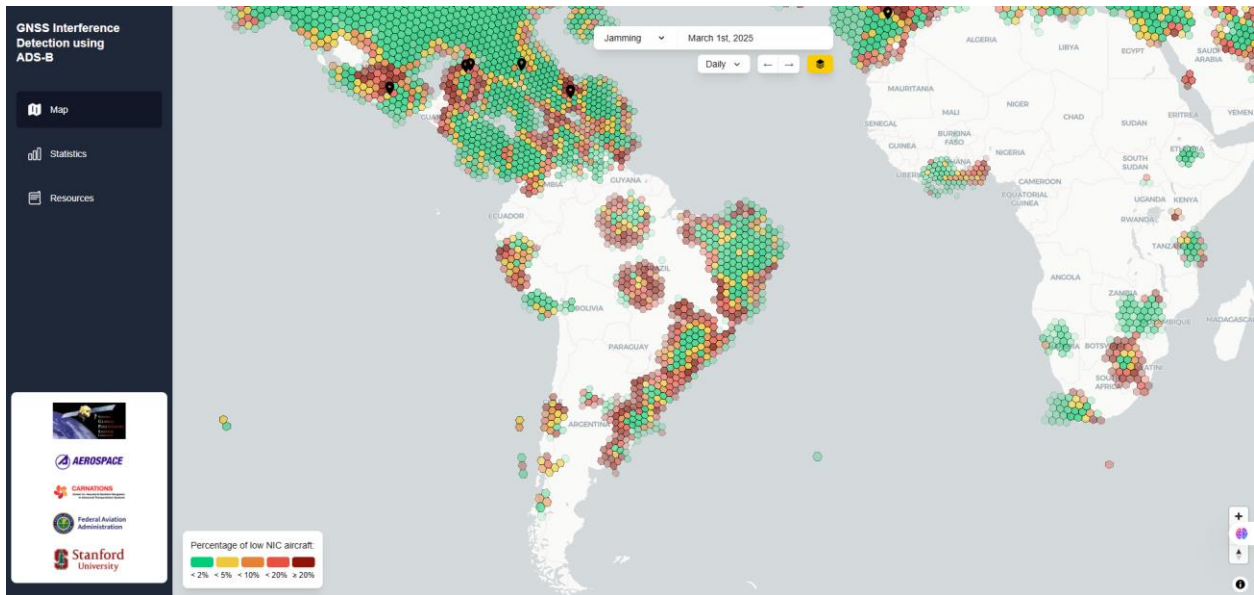 GNSS Interference
Detection using
ADS-B
Map
Statistics
Resources
AEROSPACE
CARNATIONS
Federal Aviation
Administration
Stanford
University
Jamming
March 1st, 2025
Daily
← →
ALGERIA
LIBYA
EGYPT
SAUDI
ARABIA
MAURITANIA
MALI
NIGER
CHAD
SUDAN
ERITREA
YEMEN
SENEGAL
BURKINA
FASO
GUINEA
NIGERIA
SOUTH
SUDAN
CAMEROON
EQUATORIAL
GUINEA
UGANDA
KENYA
RWANDA
ANGOLA
ZAMBIA
GUYANA
ECUADOR
BOLIVIA
PARAGUAY
ARGENTINA
Percentage of low NIC aircraft:
< 2% < 5% < 10% < 20% ≥ 20%